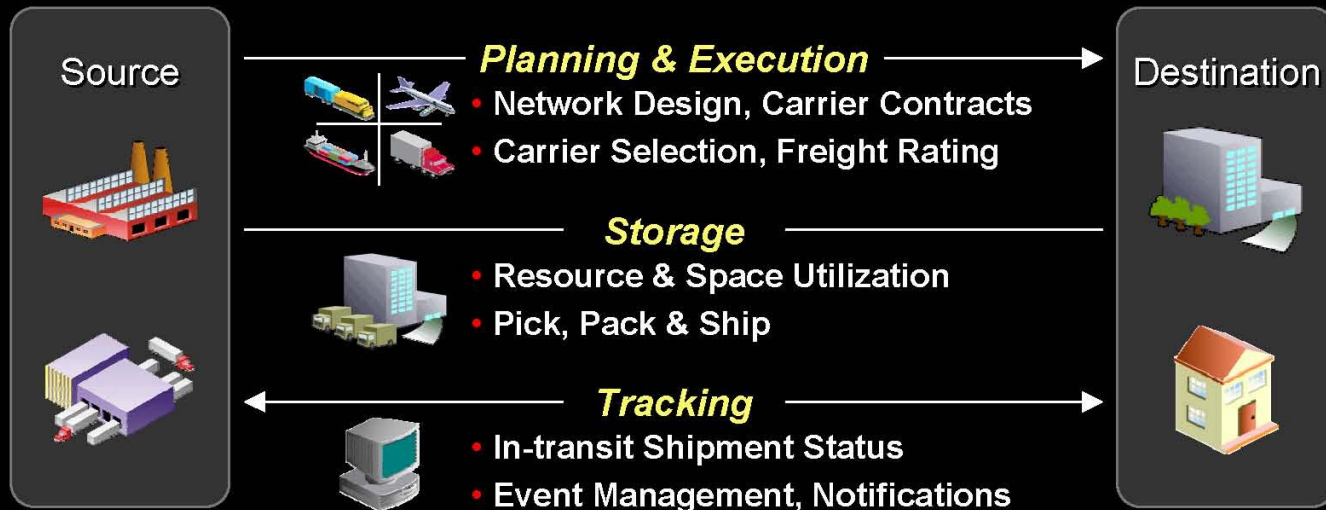 Source
Planning & Execution
• Network Design, Carrier Contracts
• Carrier Selection, Freight Rating
Storage
• Resource & Space Utilization
• Pick, Pack & Ship
Tracking
• In-transit Shipment Status
• Event Management, Notifications
Destination